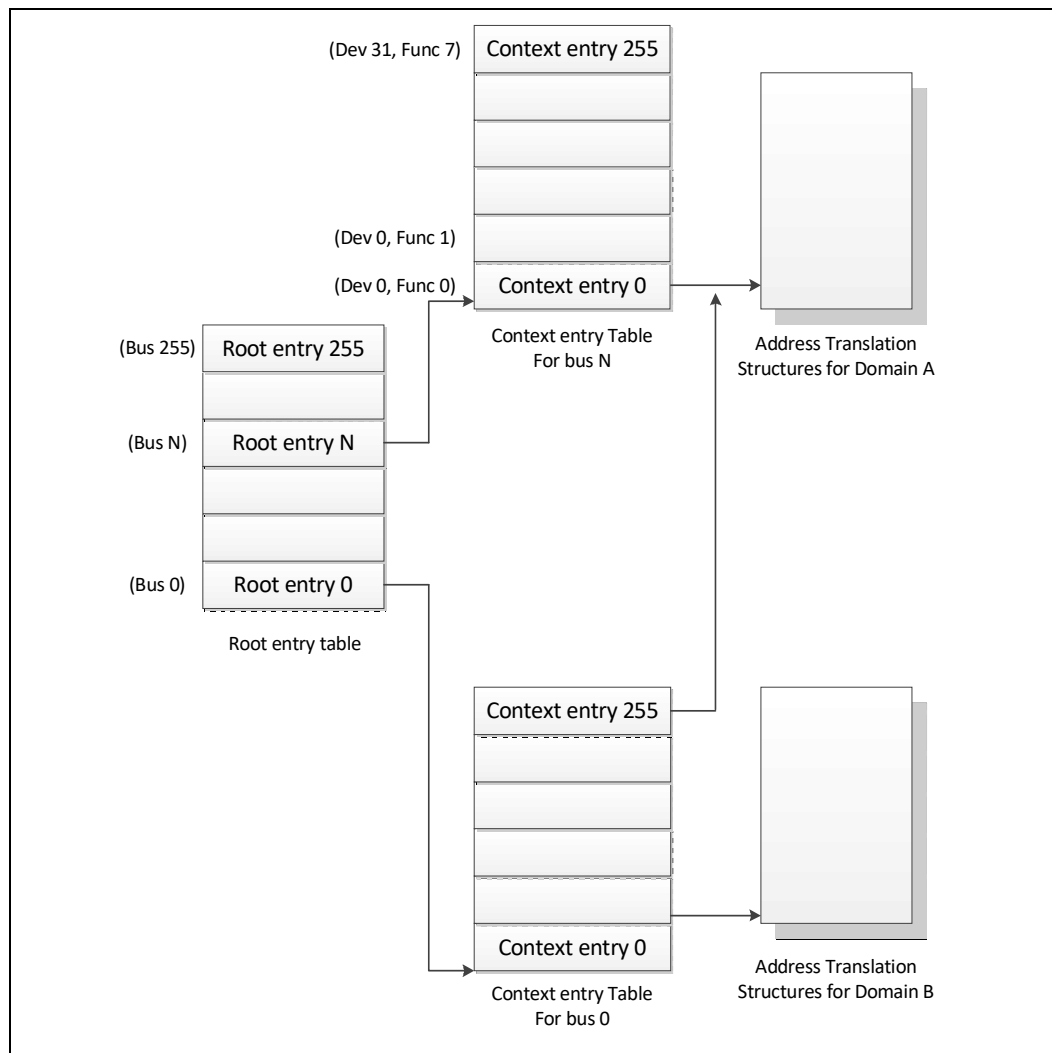 (Dev 31, Func 7)
Context entry 255
(Dev 0, Func 1)
(Dev 0, Func 0)
Context entry 0
Context entry Table
For bus N
Address Translation
Structures for Domain A
(Bus 255)
Root entry 255
(Bus N)
Root entry N
(Bus 0)
Root entry 0
Root entry table
Context entry 255
Context entry 0
Context entry Table
For bus 0
Address Translation
Structures for Domain B